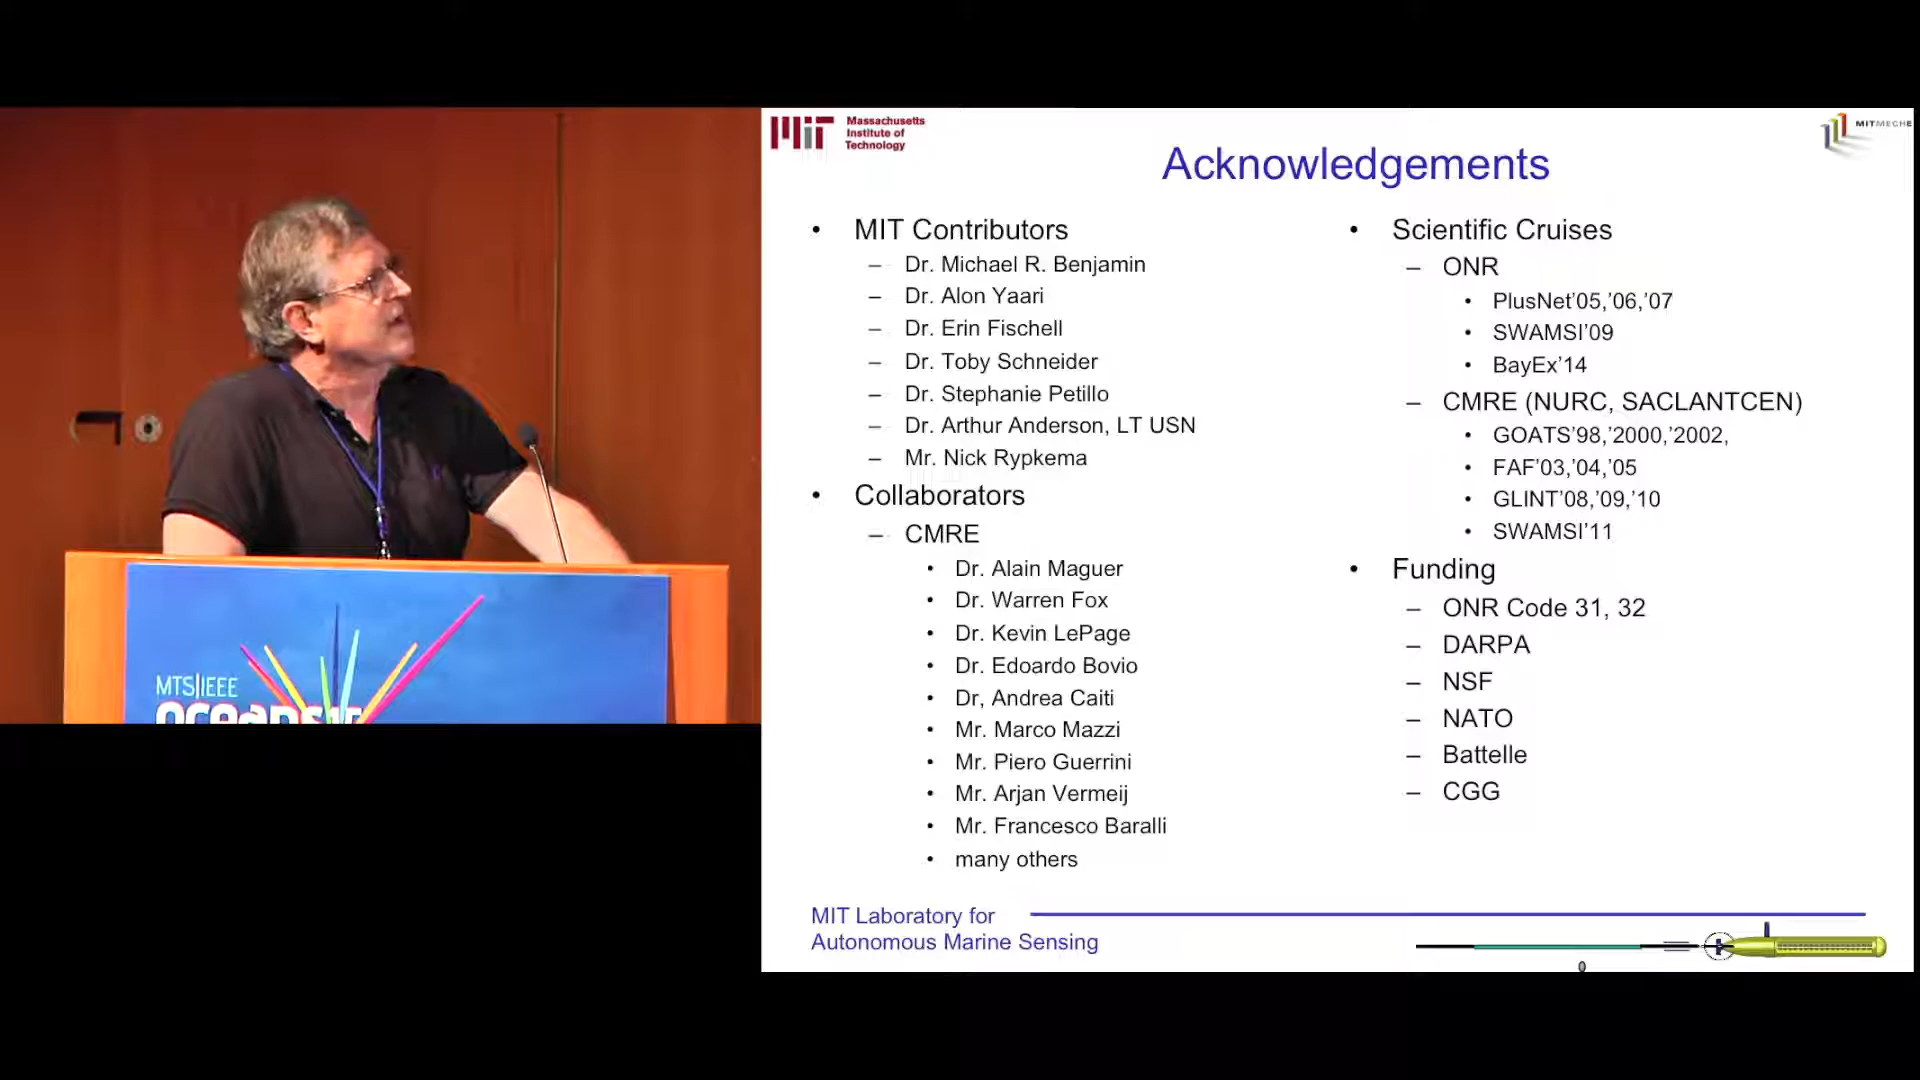 Massachusetts
Institute of
Technology
MITMECHE
Acknowledgements
• MIT Contributors
– Dr. Michael R. Benjamin
– Dr. Alon Yaari
– Dr. Erin Fischell
– Dr. Toby Schneider
– Dr. Stephanie Petillo
– Dr. Arthur Anderson, LT USN
– Mr. Nick Rypkema
• Collaborators
– CMRE
• Dr. Alain Maguer
• Dr. Warren Fox
• Dr. Kevin LePage
• Dr. Edoardo Bovio
• Dr, Andrea Caiti
• Mr. Marco Mazzi
• Mr. Piero Guerrini
• Mr. Arjan Vermeij
• Mr. Francesco Baralli
• many others
• Scientific Cruises
– ONR
• PlusNet'05,'06,'07
• SWAMSI'09
• BayEx'14
– CMRE (NURC, SACLANTCEN)
• GOATS'98,'2000,'2002,
• FAF'03,'04,'05
• GLINT'08,'09,'10
• SWAMSI'11
• Funding
– ONR Code 31, 32
– DARPA
– NSF
– NATO
– Battelle
– CGG
MIT Laboratory for
Autonomous Marine Sensing
MTS|IEEE